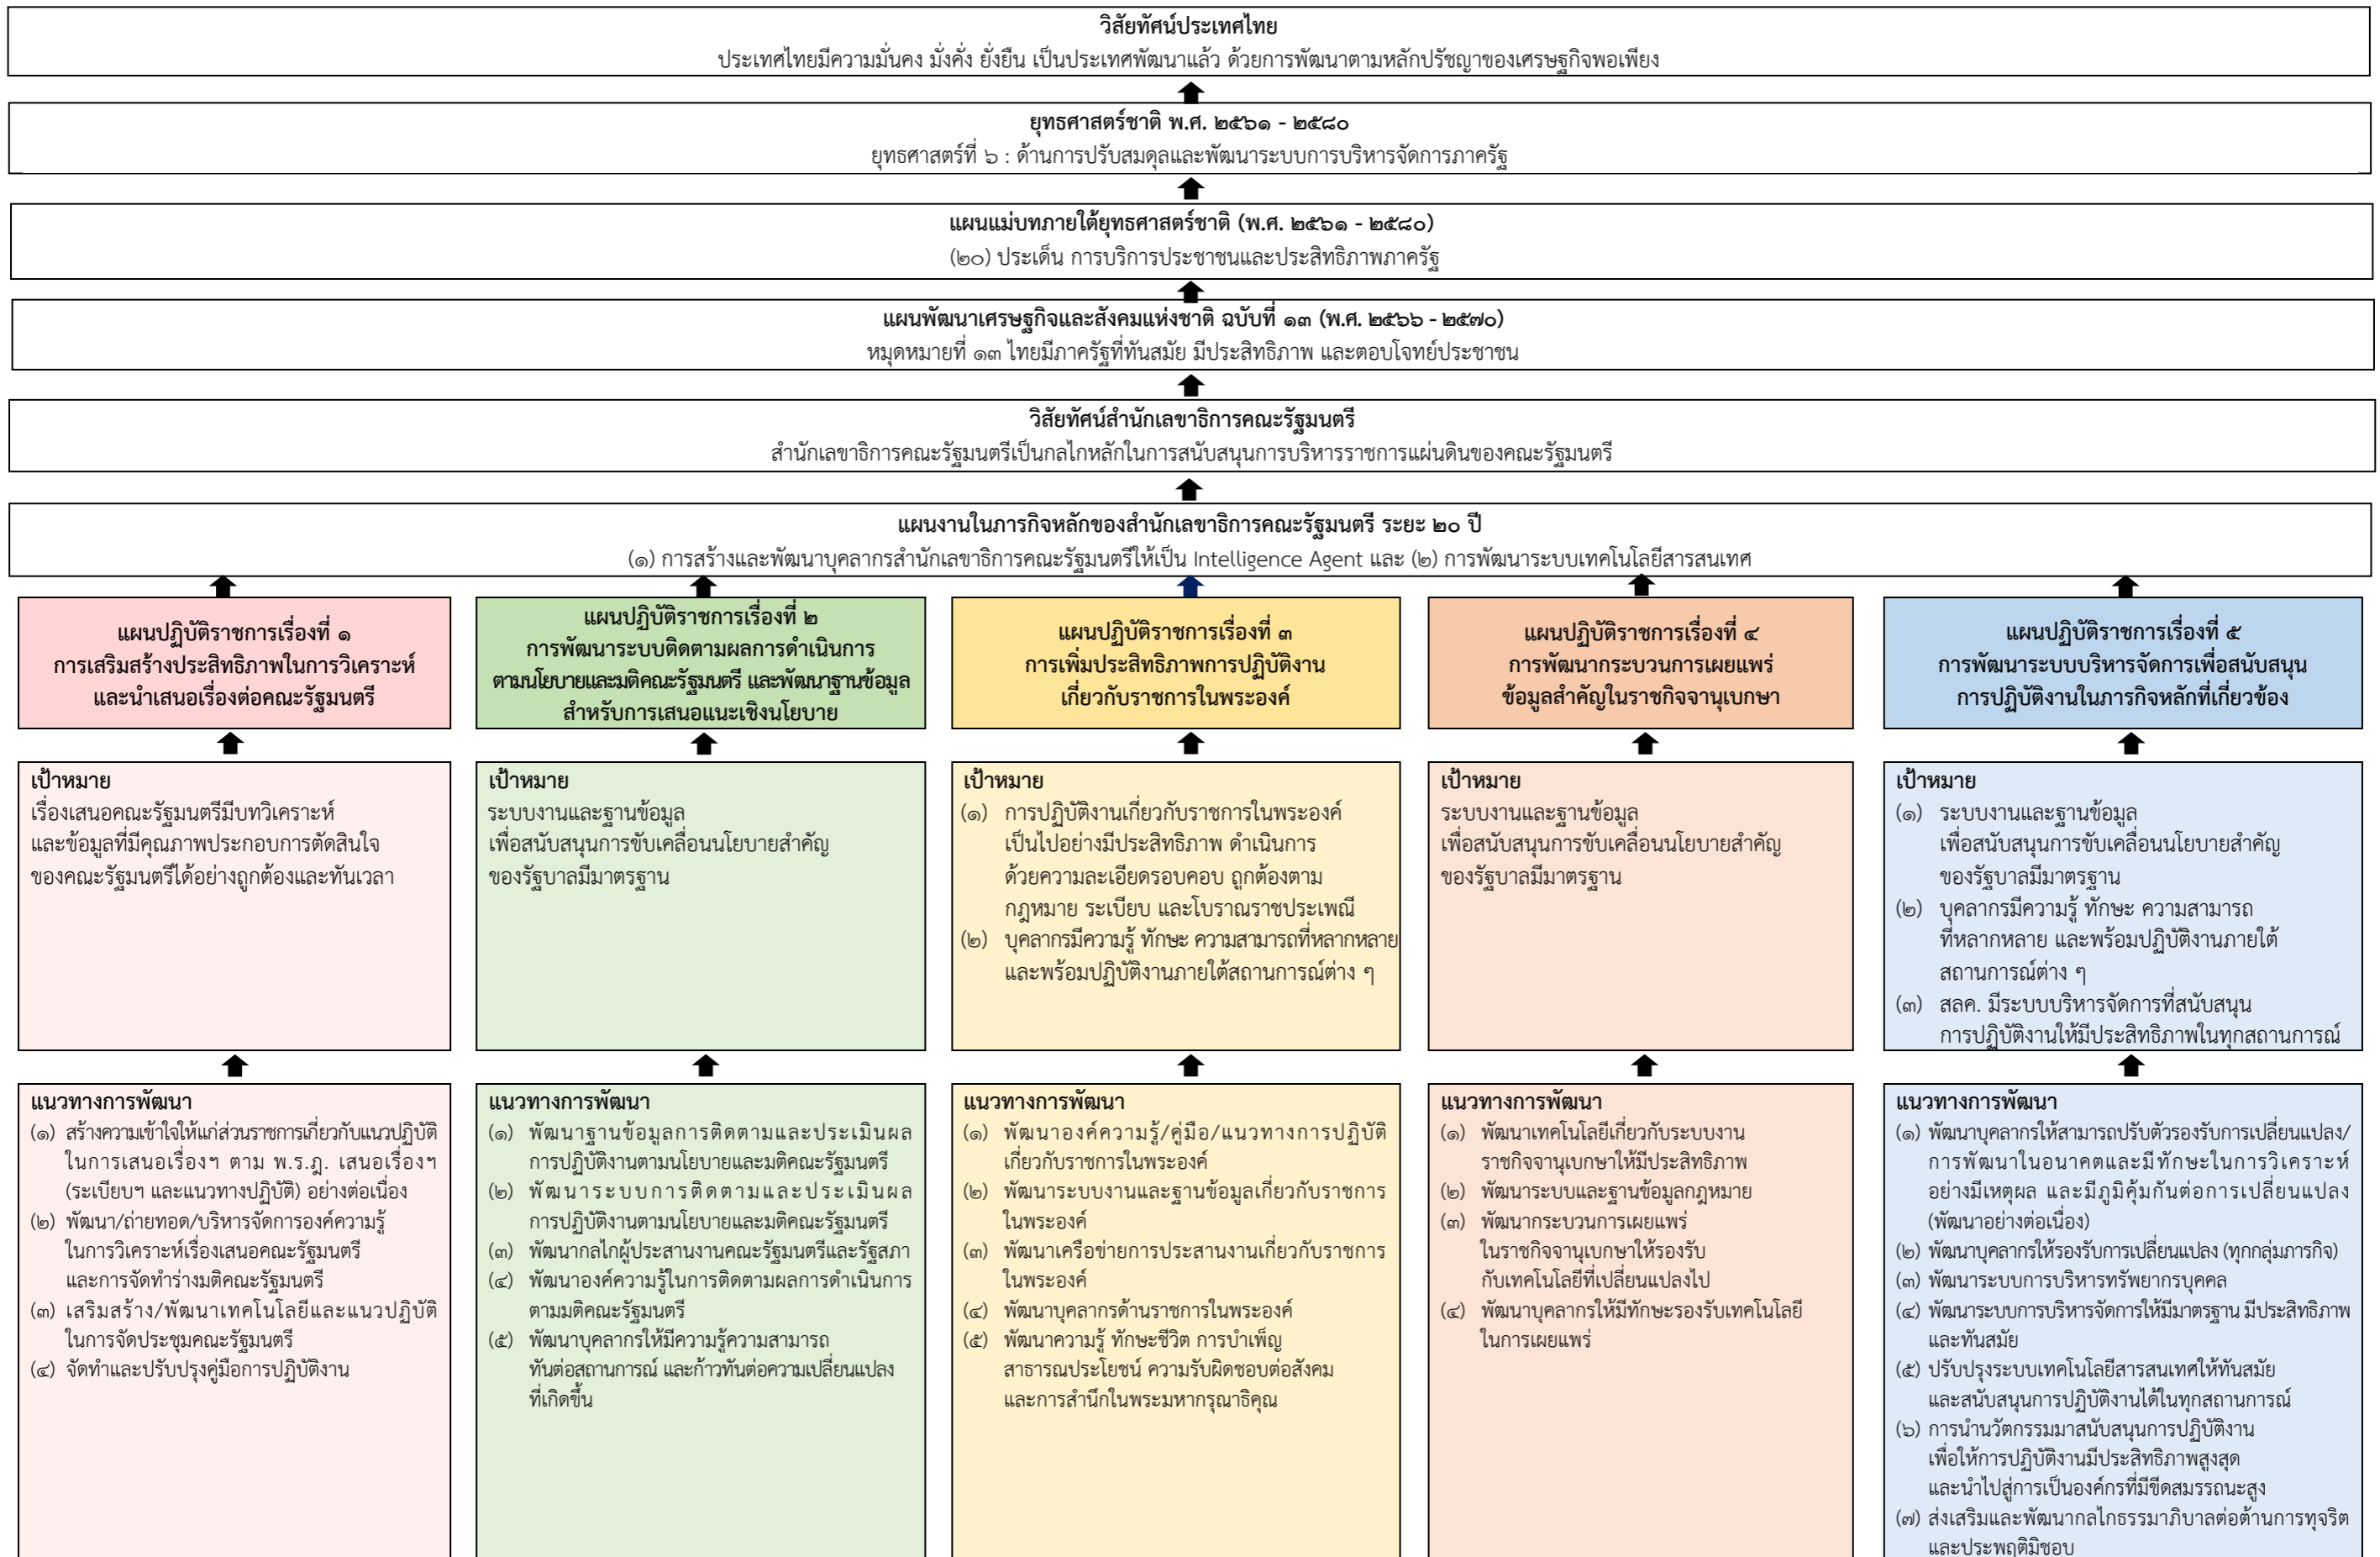 วิสัยทัศน์ประเทศไทย
ประเทศไทยมีความมั่นคง มั่งคั่ง ยั่งยืน เป็นประเทศพัฒนาแล้ว ด้วยการพัฒนาตามหลักปรัชญาของเศรษฐกิจพอเพียง
ยุทธศาสตร์ชาติ พ.ศ. ๒๕๖๑ - ๒๕๘๐
ยุทธศาสตร์ที่ ๖ : ด้านการปรับสมดุลและพัฒนาระบบการบริหารจัดการภาครัฐ
แผนแม่บทภายใต้ยุทธศาสตร์ชาติ (พ.ศ. ๒๕๖๑ - ๒๕๘๐)
(๒๐) ประเด็น การบริการประชาชนและประสิทธิภาพภาครัฐ
แผนพัฒนาเศรษฐกิจและสังคมแห่งชาติ ฉบับที่ ๑๓ (พ.ศ. ๒๕๖๖ - ๒๕๗๐)
หมุดหมายที่ ๑๓ ไทยมีภาครัฐที่ทันสมัย มีประสิทธิภาพ และตอบโจทย์ประชาชน
วิสัยทัศน์สำนักเลขาธิการคณะรัฐมนตรี
สำนักเลขาธิการคณะรัฐมนตรีเป็นกลไกหลักในการสนับสนุนการบริหารราชการแผ่นดินของคณะรัฐมนตรี
แผนงานในภารกิจหลักของสำนักเลขาธิการคณะรัฐมนตรี ระยะ ๒๐ ปี
(๑) การสร้างและพัฒนาบุคลากรสำนักเลขาธิการคณะรัฐมนตรีให้เป็น Intelligence Agent และ (๒) การพัฒนาระบบเทคโนโลยีสารสนเทศ
แผนปฏิบัติราชการเรื่องที่ ๑
การเสริมสร้างประสิทธิภาพในการวิเคราะห์
และนำเสนอเรื่องต่อคณะรัฐมนตรี
เป้าหมาย
เรื่องเสนอคณะรัฐมนตรีมีบทวิเคราะห์
และข้อมูลที่มีคุณภาพประกอบการตัดสินใจ
ของคณะรัฐมนตรีได้อย่างถูกต้องและทันเวลา
แนวทางการพัฒนา
(๑) สร้างความเข้าใจให้แก่ส่วนราชการเกี่ยวกับแนวปฏิบัติ
ในการเสนอเรื่องฯ ตาม พ.ร.ฎ. เสนอเรื่องฯ
(ระเบียบฯ และแนวทางปฏิบัติ) อย่างต่อเนื่อง
(๒) พัฒนา/ถ่ายทอด/บริหารจัดการองค์ความรู้
ในการวิเคราะห์เรื่องเสนอคณะรัฐมนตรี
และการจัดทำร่างมติคณะรัฐมนตรี
(๓) เสริมสร้าง/พัฒนาเทคโนโลยีและแนวปฏิบัติ
ในการจัดประชุมคณะรัฐมนตรี
(๔) จัดทำและปรับปรุงคู่มือการปฏิบัติงาน
แผนปฏิบัติราชการเรื่องที่ ๒
การพัฒนาระบบติดตามผลการดำเนินการ
ตามนโยบายและมติคณะรัฐมนตรี และพัฒนาฐานข้อมูล
สำหรับการเสนอแนะเชิงนโยบาย
เป้าหมาย
ระบบงานและฐานข้อมูล
เพื่อสนับสนุนการขับเคลื่อนนโยบายสำคัญ
ของรัฐบาลมีมาตรฐาน
แนวทางการพัฒนา
(๑) พัฒนาฐานข้อมูลการติดตามและประเมินผล
การปฏิบัติงานตามนโยบายและมติคณะรัฐมนตรี
(๒) พัฒนาระบบการติดตามและประเมินผล
การปฏิบัติงานตามนโยบายและมติคณะรัฐมนตรี
(๓) พัฒนากลไกผู้ประสานงานคณะรัฐมนตรีและรัฐสภา
(๔) พัฒนาองค์ความรู้ในการติดตามผลการดำเนินการ
ตามมติคณะรัฐมนตรี
(๕) พัฒนาบุคลากรให้มีความรู้ความสามารถ
ทันต่อสถานการณ์ และก้าวทันต่อความเปลี่ยนแปลง
ที่เกิดขึ้น
แผนปฏิบัติราชการเรื่องที่ ๓
การเพิ่มประสิทธิภาพการปฏิบัติงาน
เกี่ยวกับราชการในพระองค์
เป้าหมาย
(๑) การปฏิบัติงานเกี่ยวกับราชการในพระองค์
เป็นไปอย่างมีประสิทธิภาพ ดำเนินการ
ด้วยความละเอียดรอบคอบ ถูกต้องตาม
กฎหมาย ระเบียบ และโบราณราชประเพณี
(๒) บุคลากรมีความรู้ ทักษะ ความสามารถที่หลากหลาย
และพร้อมปฏิบัติงานภายใต้สถานการณ์ต่าง ๆ
แนวทางการพัฒนา
(๑) พัฒนาองค์ความรู้/คู่มือ/แนวทางการปฏิบัติ
เกี่ยวกับราชการในพระองค์
(๒) พัฒนาระบบงานและฐานข้อมูลเกี่ยวกับราชการ
ในพระองค์
(๓) พัฒนาเครือข่ายการประสานงานเกี่ยวกับราชการ
ในพระองค์
(๔) พัฒนาบุคลากรด้านราชการในพระองค์
(๕) พัฒนาความรู้ ทักษะชีวิต การบำเพ็ญ
สาธารณประโยชน์ ความรับผิดชอบต่อสังคม
และการสำนึกในพระมหากรุณาธิคุณ
แผนปฏิบัติราชการเรื่องที่ ๔
การพัฒนากระบวนการเผยแพร่
ข้อมูลสำคัญในราชกิจจานุเบกษา
เป้าหมาย
ระบบงานและฐานข้อมูล
เพื่อสนับสนุนการขับเคลื่อนนโยบายสำคัญ
ของรัฐบาลมีมาตรฐาน
แนวทางการพัฒนา
(๑) พัฒนาเทคโนโลยีเกี่ยวกับระบบงาน
ราชกิจจานุเบกษาให้มีประสิทธิภาพ
(๒) พัฒนาระบบและฐานข้อมูลกฎหมาย
(๓) พัฒนากระบวนการเผยแพร่
ในราชกิจจานุเบกษาให้รองรับ
กับเทคโนโลยีที่เปลี่ยนแปลงไป
(๔) พัฒนาบุคลากรให้มีทักษะรองรับเทคโนโลยี
ในการเผยแพร่
แผนปฏิบัติราชการเรื่องที่ ๕
การพัฒนาระบบบริหารจัดการเพื่อสนับสนุน
การปฏิบัติงานในภารกิจหลักที่เกี่ยวข้อง
เป้าหมาย
(๑) ระบบงานและฐานข้อมูล
เพื่อสนับสนุนการขับเคลื่อนนโยบายสำคัญ
ของรัฐบาลมีมาตรฐาน
(๒) บุคลากรมีความรู้ ทักษะ ความสามารถ
ที่หลากหลาย และพร้อมปฏิบัติงานภายใต้
สถานการณ์ต่าง ๆ
(๓) สลค. มีระบบบริหารจัดการที่สนับสนุน
การปฏิบัติงานให้มีประสิทธิภาพในทุกสถานการณ์
แนวทางการพัฒนา
(๑) พัฒนาบุคลากรให้สามารถปรับตัวรองรับการเปลี่ยนแปลง/
การพัฒนาในอนาคตและมีทักษะในการวิเคราะห์
อย่างมีเหตุผล และมีภูมิคุ้มกันต่อการเปลี่ยนแปลง
(พัฒนาอย่างต่อเนื่อง)
(๒) พัฒนาบุคลากรให้รองรับการเปลี่ยนแปลง (ทุกกลุ่มภารกิจ)
(๓) พัฒนาระบบการบริหารทรัพยากรบุคคล
(๔) พัฒนาระบบการบริหารจัดการให้มีมาตรฐาน มีประสิทธิภาพ
และทันสมัย
(๕) ปรับปรุงระบบเทคโนโลยีสารสนเทศให้ทันสมัย
และสนับสนุนการปฏิบัติงานได้ในทุกสถานการณ์
(๖) การนำนวัตกรรมมาสนับสนุนการปฏิบัติงาน
เพื่อให้การปฏิบัติงานมีประสิทธิภาพสูงสุด
และนำไปสู่การเป็นองค์กรที่มีขีดสมรรถนะสูง
(๗) ส่งเสริมและพัฒนากลไกธรรมาภิบาลต่อต้านการทุจริต
และประพฤติมิชอบ